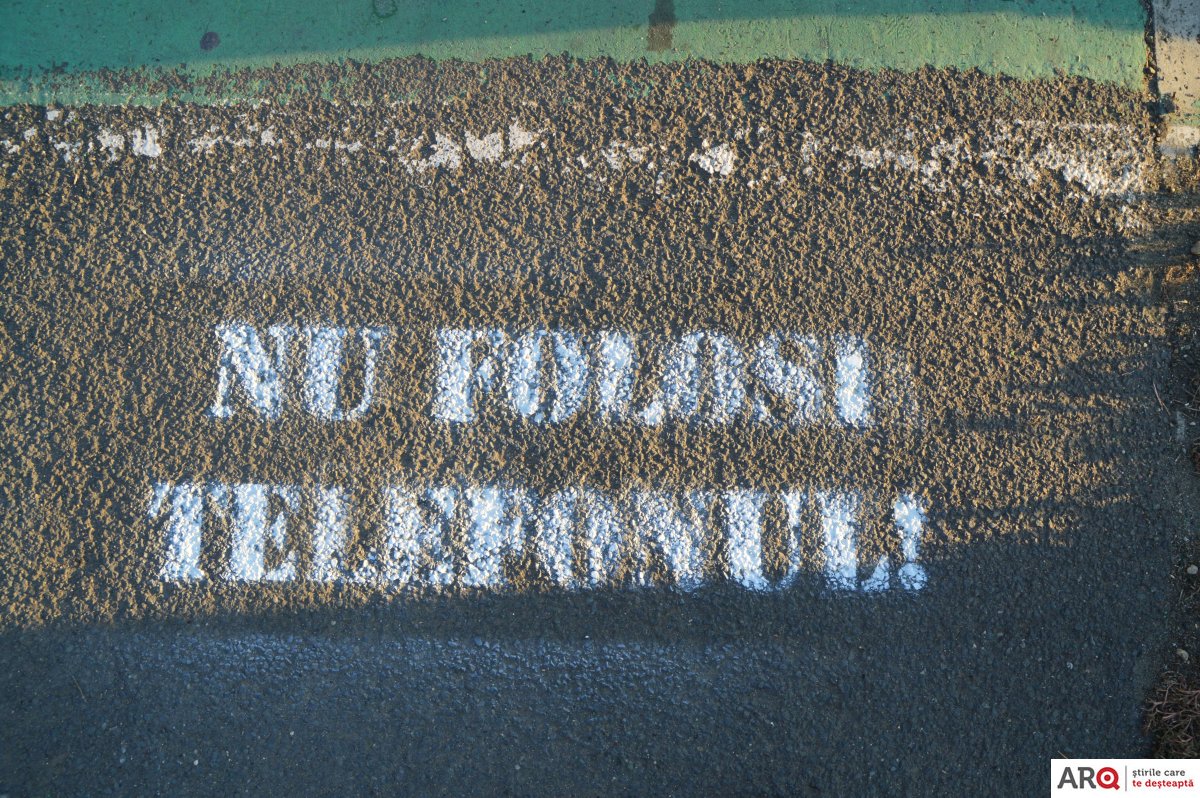 NU FOLOSI
TELEFONUL!
ARQ
știrile care
te deșteaptă